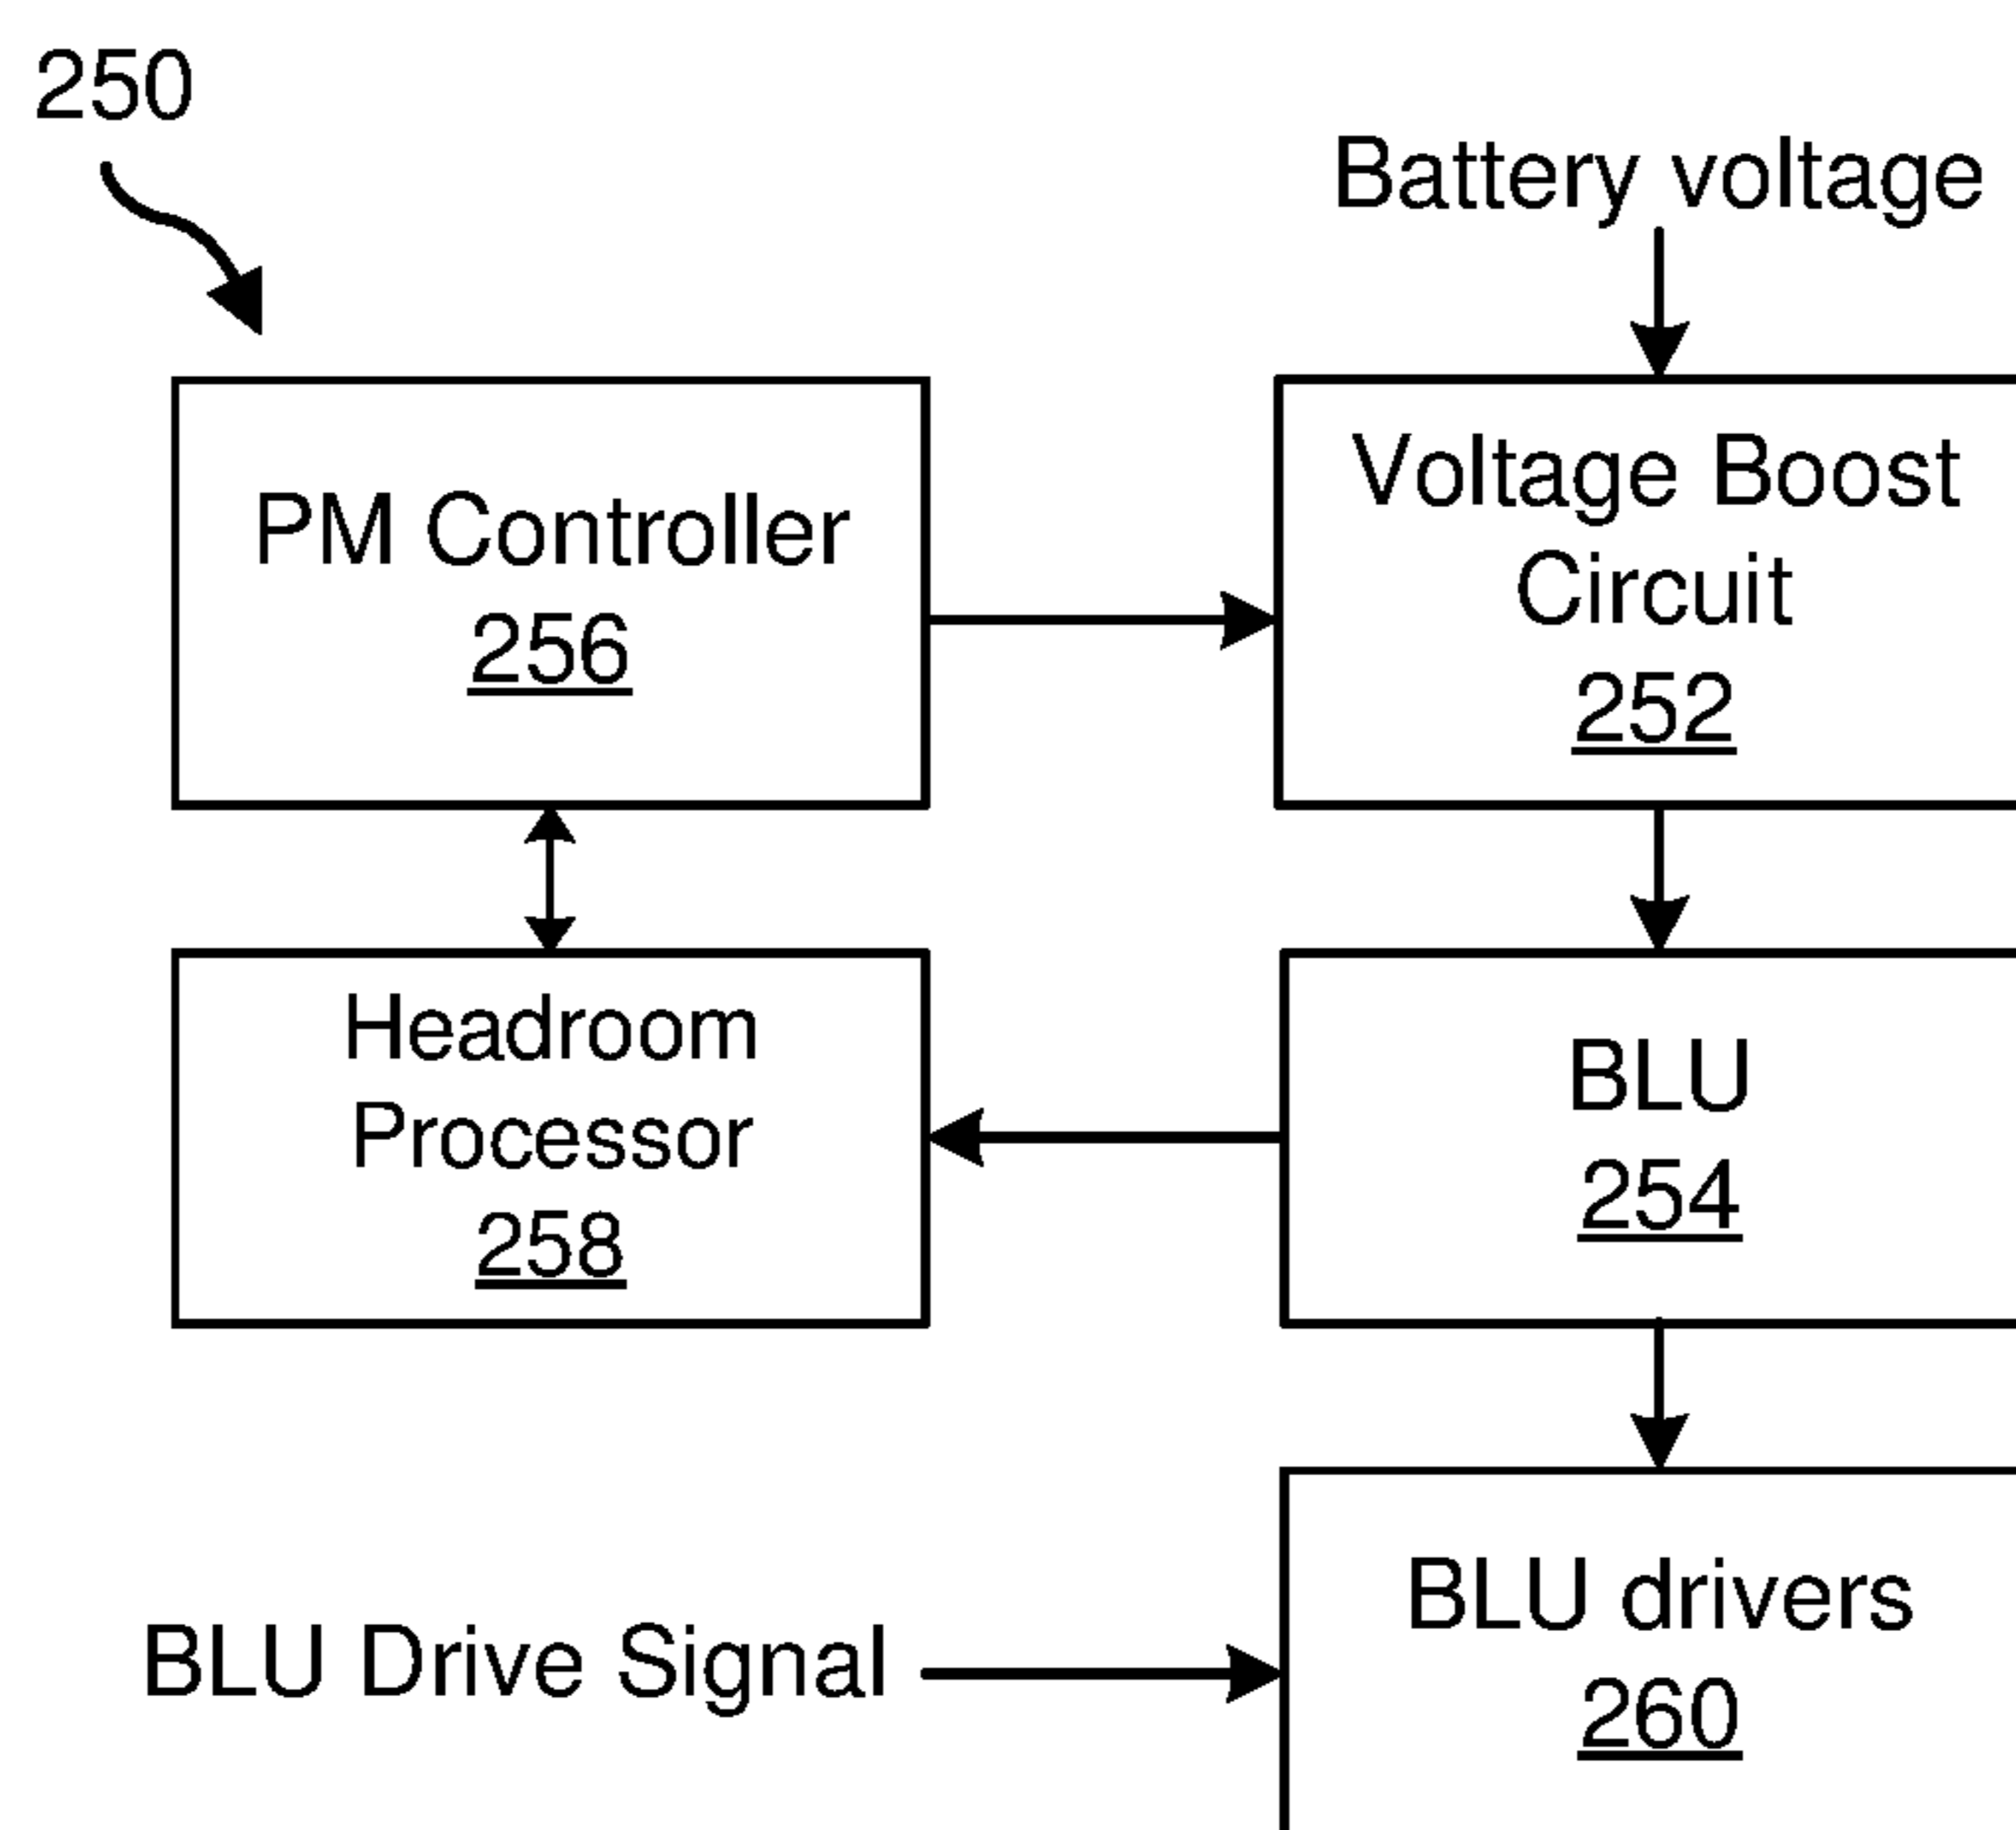 250
Battery voltage
PM Controller
256
Voltage Boost
Circuit
252
Headroom
Processor
258
BLU
254
BLU Drive Signal
BLU drivers
260